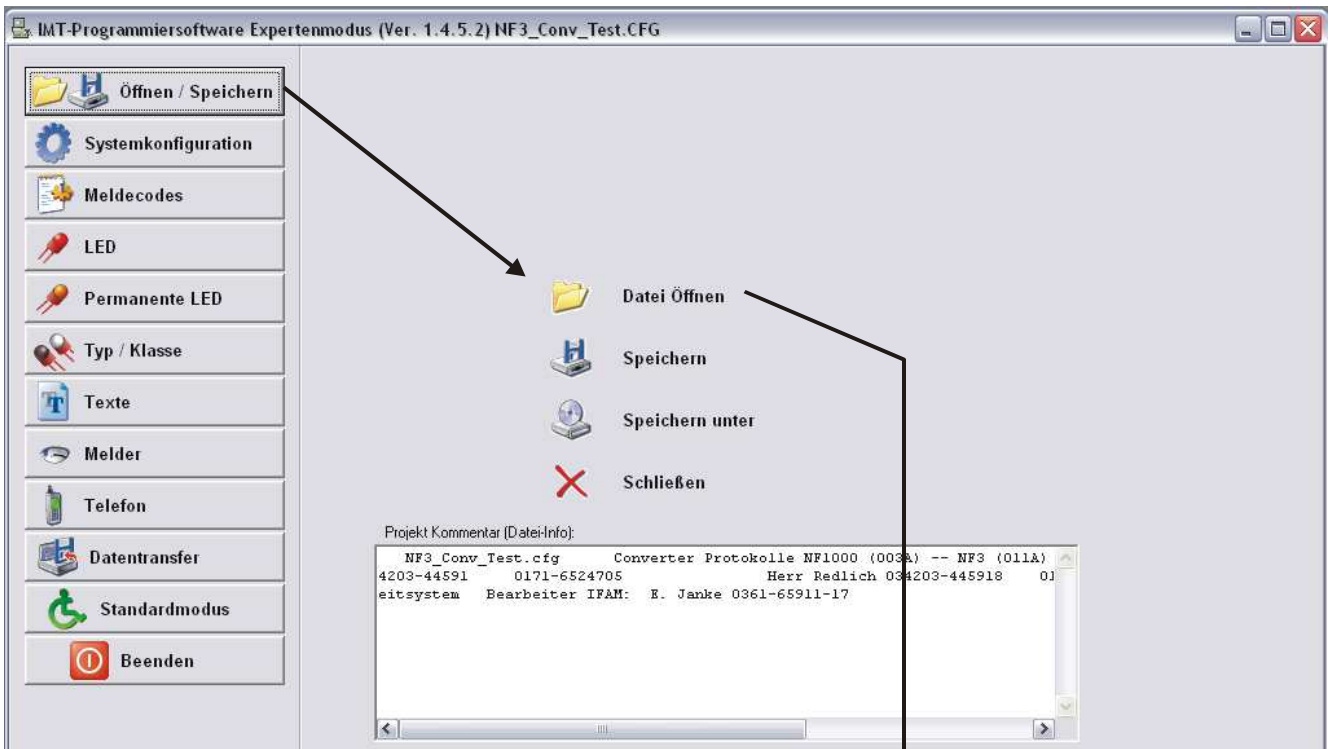 IMT-Programmiersoftware Expertenmodus (Ver. 1.4.5.2) NF3_Conv_Test.CFG
Öffnen / Speichern
Systemkonfiguration
Meldecodes
LED
Permanente LED
Typ / Klasse
Texte
Melder
Telefon
Datentransfer
Standardmodus
Beenden
Datei Öffnen
Speichern
Speichern unter
Schließen
Projekt Kommentar (Datei-Info):
NF3_Conv_Test.cfg Converter Protokolle NF1000 (003A) -- NF3 (011A)
4203-44591 0171-6524705 Herr Redlich 034203-445918 01
eitsystem Bearbeiter IFAM: E. Janke 0361-65911-17